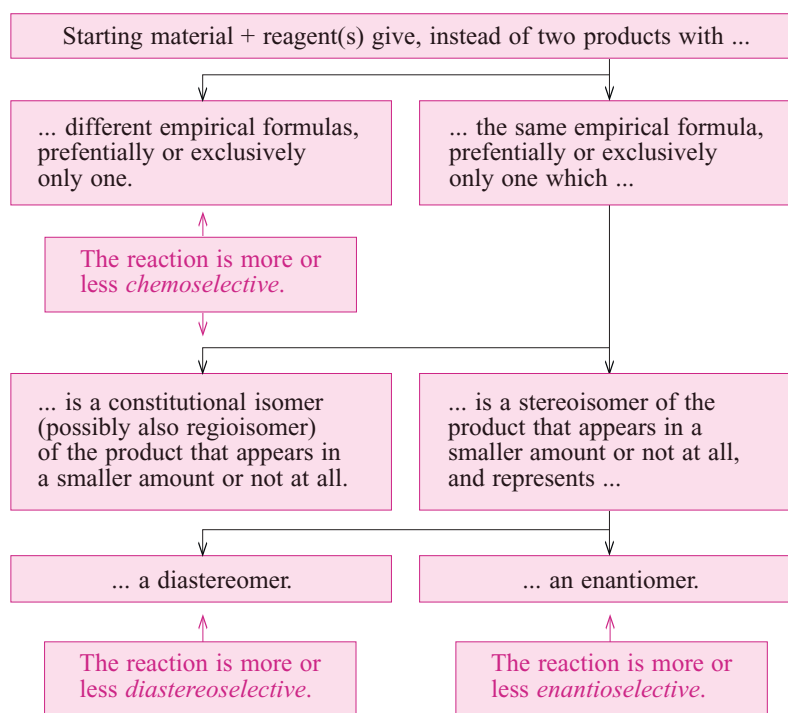 Starting material + reagent(s) give, instead of two products with ...
... different empirical formulas,
prefentially or exclusively
only one.
... the same empirical formula,
prefentially or exclusively
only one which ...
The reaction is more or
less chemoselective.
... is a constitutional isomer
(possibly also regioisomer)
of the product that appears in
a smaller amount or not at all.
... is a stereoisomer of the
product that appears in a
smaller amount or not at all,
and represents ...
... a diastereomer.
... an enantiomer.
The reaction is more or
less diastereoselective.
The reaction is more or
less enantioselective.